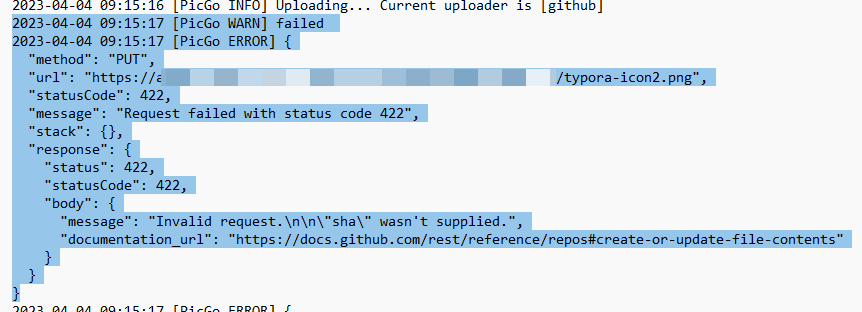 2023-04-04 09:15:16 [PicGo INFO] Uploading... Current uploader is [github]
2023-04-04 09:15:17 [PicGo WARN] failed
2023-04-04 09:15:17 [PicGo ERROR] {
  "method": "PUT",
  "url": "https://a /typora-icon2.png",
  "statusCode": 422,
  "message": "Request failed with status code 422",
  "stack": {},
  "response": {
    "status": 422,
    "statusCode": 422,
    "body": {
      "message": "Invalid request.\n\n\"sha\" wasn't supplied.",
      "documentation_url": "https://docs.github.com/rest/reference/repos#create-or-update-file-contents"
    }
  }
}
2023-04-04 09:15:17 [PicGo ERROR] {